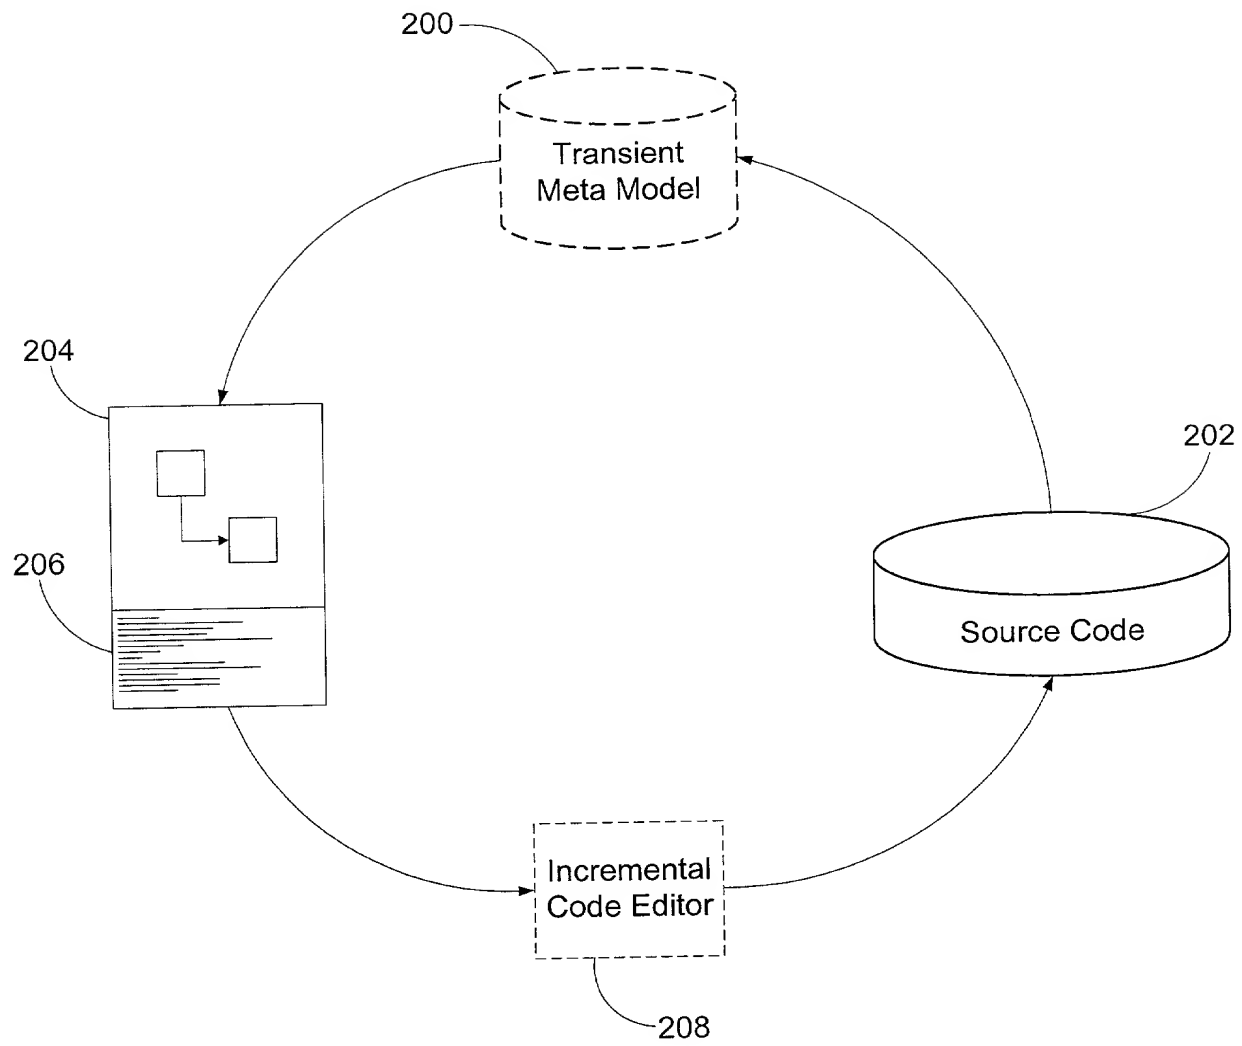 200
Transient
Meta Model
204
202
206
Source Code
Incremental
Code Editor
208